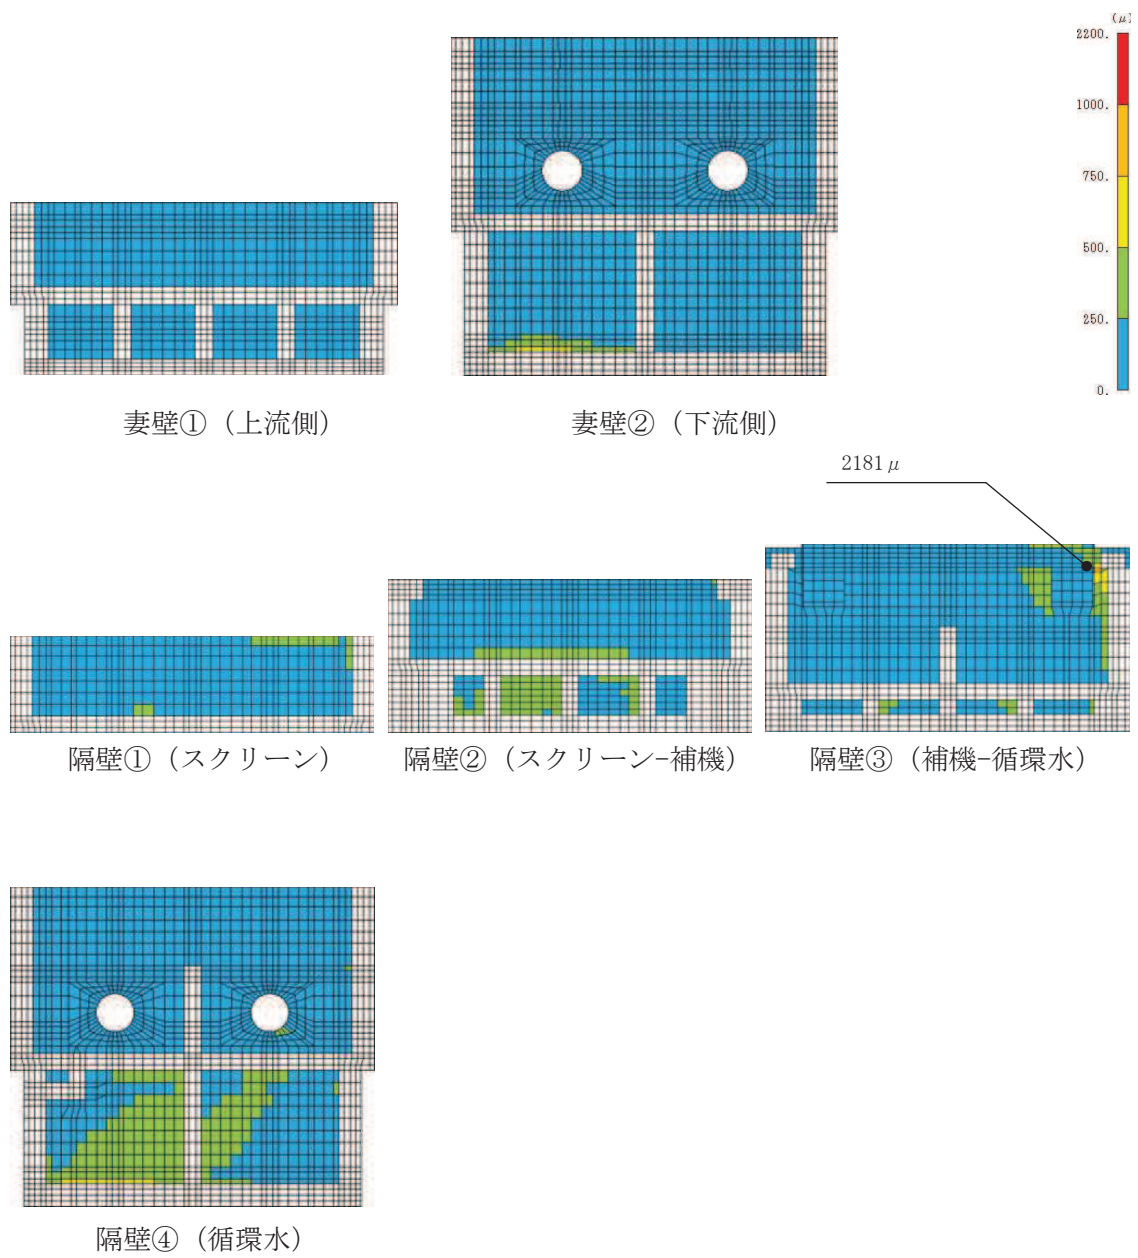 (μ)
2200.
1000.
750.
500.
250.
0.
妻壁①（上流側）
妻壁②（下流側）
2181μ
隔壁①（スクリーン）
隔壁②（スクリーン−補機）
隔壁③（補機−循環水）
隔壁④（循環水）